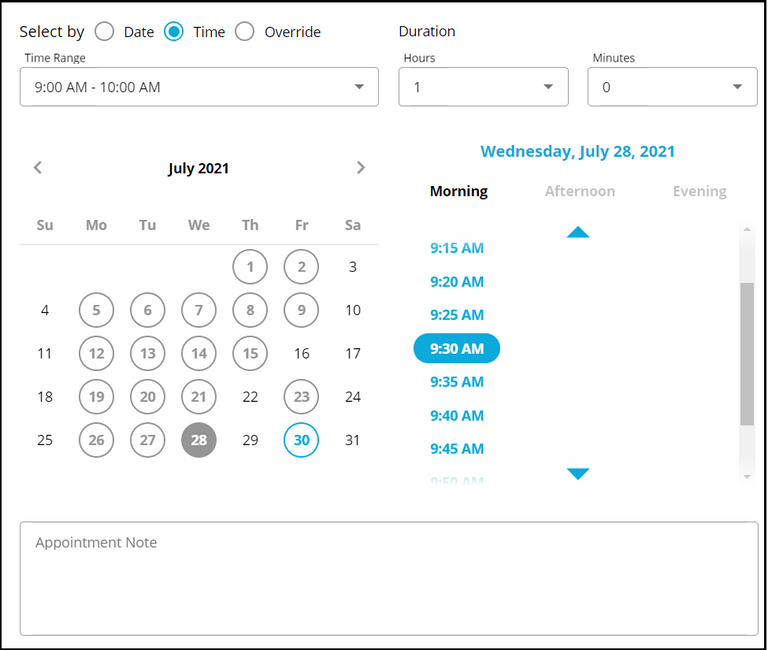 Select by Date Time Override Duration
Time Range Hours Minutes
9:00 AM - 10:00 AM 1 0
July 2021
Su Mo Tu We Th Fr Sa
1 2 3
4 5 6 7 8 9 10
11 12 13 14 15 16 17
18 19 20 21 22 23 24
25 26 27 28 29 30 31
Wednesday, July 28, 2021
Morning Afternoon Evening
9:15 AM
9:20 AM
9:25 AM
9:30 AM
9:35 AM
9:40 AM
9:45 AM
9:50 AM
Appointment Note